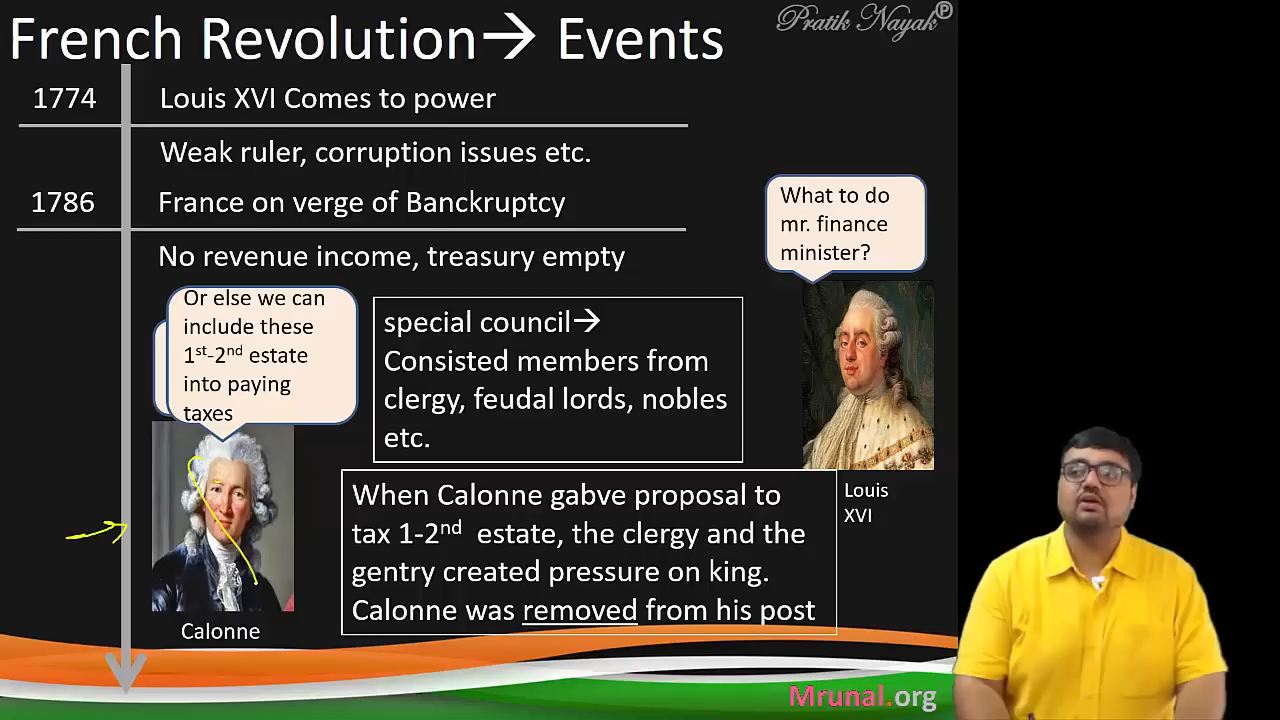 French Revolution→ Events
Pratik Nayak℗
1774
Louis XVI Comes to power
Weak ruler, corruption issues etc.
1786
France on verge of Banckruptcy
No revenue income, treasury empty
What to do
mr. finance
minister?
Or else we can
include these
1st-2nd estate
into paying
taxes
special council→
Consisted members from
clergy, feudal lords, nobles
etc.
Louis
XVI
When Calonne gabve proposal to
tax 1-2nd estate, the clergy and the
gentry created pressure on king.
Calonne was removed from his post
Calonne
Mrunal.org